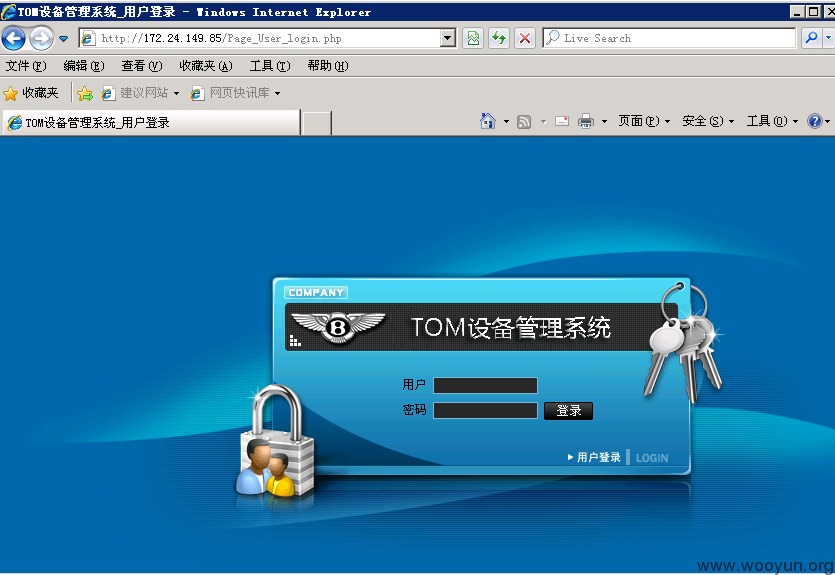 TOM设备管理系统_用户登录 - Windows Internet Explorer
http://172.24.149.85/Page_User_login.php
Live Search
文件(F) 编辑(E) 查看(V) 收藏夹(A) 工具(T) 帮助(H)
收藏夹 建议网站 网页快讯库
TOM设备管理系统_用户登录
页面(P) 安全(S) 工具(O)
COMPANY
B
TOM设备管理系统
用户
密码 登录
用户登录 LOGIN
www.wooyun.org